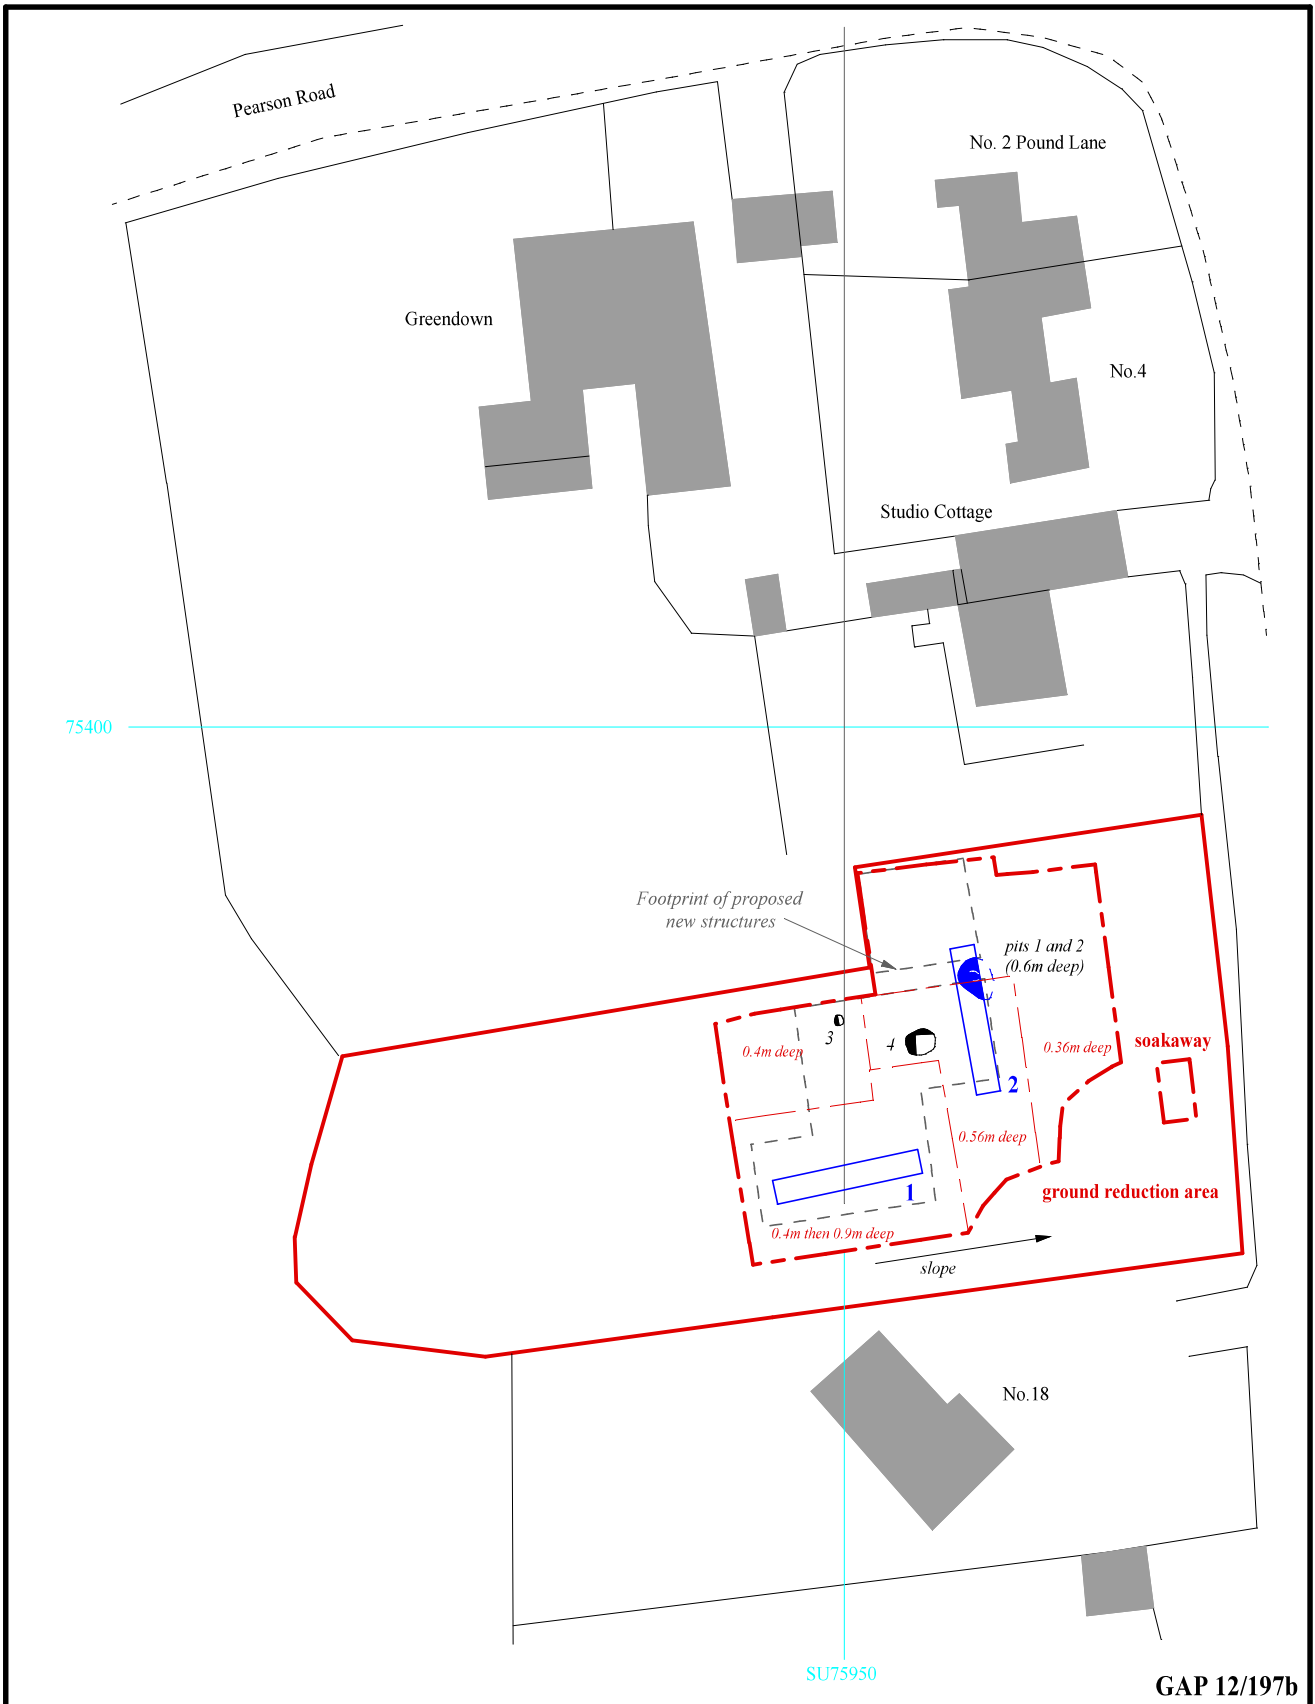 Pearson Road
No. 2 Pound Lane
Greendown
No.4
Studio Cottage
75400
Footprint of proposed
new structures
pits 1 and 2
(0.6m deep)
3
4
0.4m deep
0.36m deep
soakaway
2
0.56m deep
1
ground reduction area
0.4m then 0.9m deep
slope
No.18
SU75950
GAP 12/197b